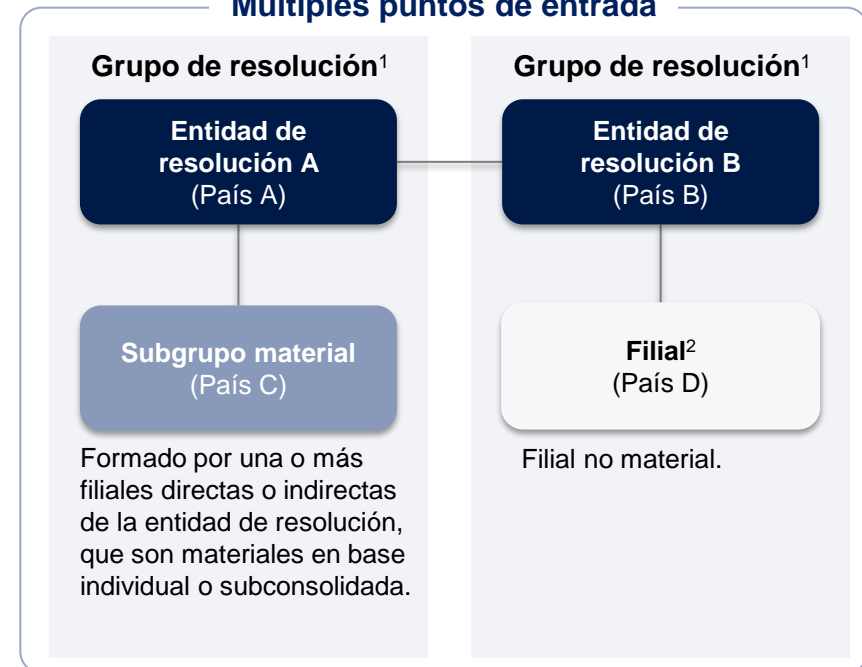 Múltiples puntos de entrada
Grupo de resolución¹
Entidad de
resolución A
(País A)
Subgrupo material
(País C)
Formado por una o más
filiales directas o indirectas
de la entidad de resolución,
que son materiales en base
individual o subconsolidada.
Grupo de resolución¹
Entidad de
resolución B
(País B)
Filial²
(País D)
Filial no material.